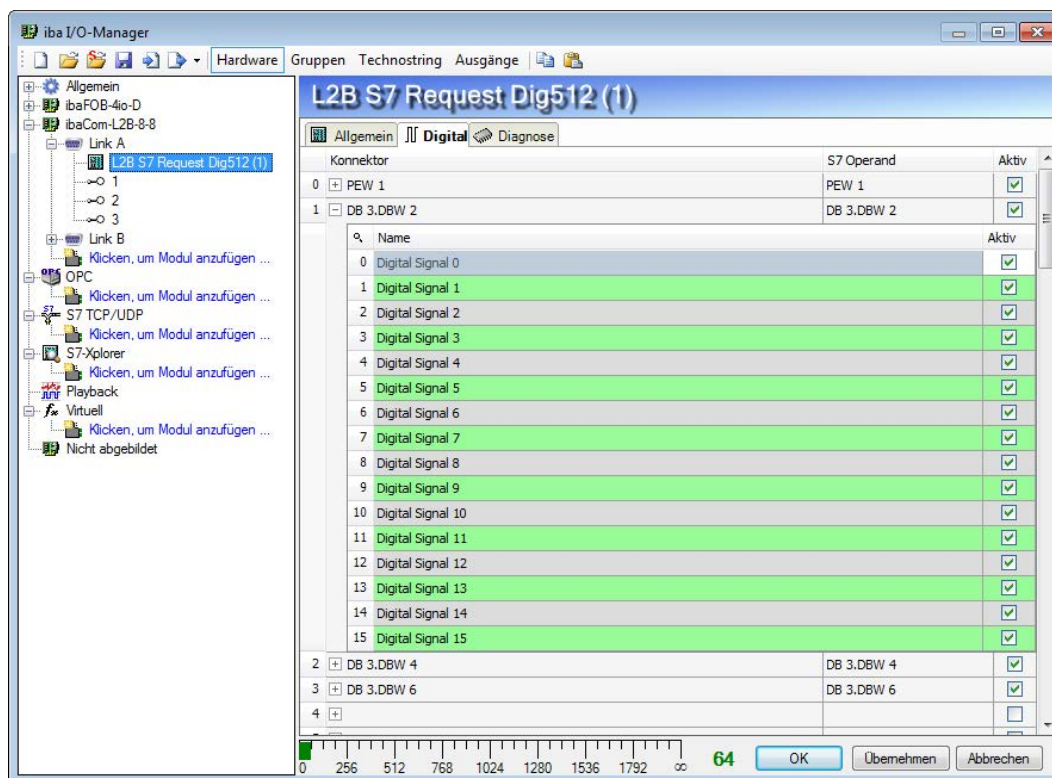 iba I/O-Manager
Hardware Gruppen Technostring Ausgänge
Allgemein
ibaFOB-4io-D
ibaCom-L2B-8-8
Link A
L2B S7 Request Dig512 (1)
1
2
3
Link B
Klicken, um Modul anzufügen ...
OPC
Klicken, um Modul anzufügen ...
S7 TCP/UDP
Klicken, um Modul anzufügen ...
S7-Xplorer
Klicken, um Modul anzufügen ...
Playback
Virtuell
Klicken, um Modul anzufügen ...
Nicht abgebildet
L2B S7 Request Dig512 (1)
Allgemein Digital Diagnose
Konnektor S7 Operand Aktiv
0 PEW 1 PEW 1
1 DB 3.DBW 2 DB 3.DBW 2
Name Aktiv
0 Digital Signal 0
1 Digital Signal 1
2 Digital Signal 2
3 Digital Signal 3
4 Digital Signal 4
5 Digital Signal 5
6 Digital Signal 6
7 Digital Signal 7
8 Digital Signal 8
9 Digital Signal 9
10 Digital Signal 10
11 Digital Signal 11
12 Digital Signal 12
13 Digital Signal 13
14 Digital Signal 14
15 Digital Signal 15
2 DB 3.DBW 4 DB 3.DBW 4
3 DB 3.DBW 6 DB 3.DBW 6
4
0 256 512 768 1024 1280 1536 1792 ∞
64 OK Übernehmen Abbrechen